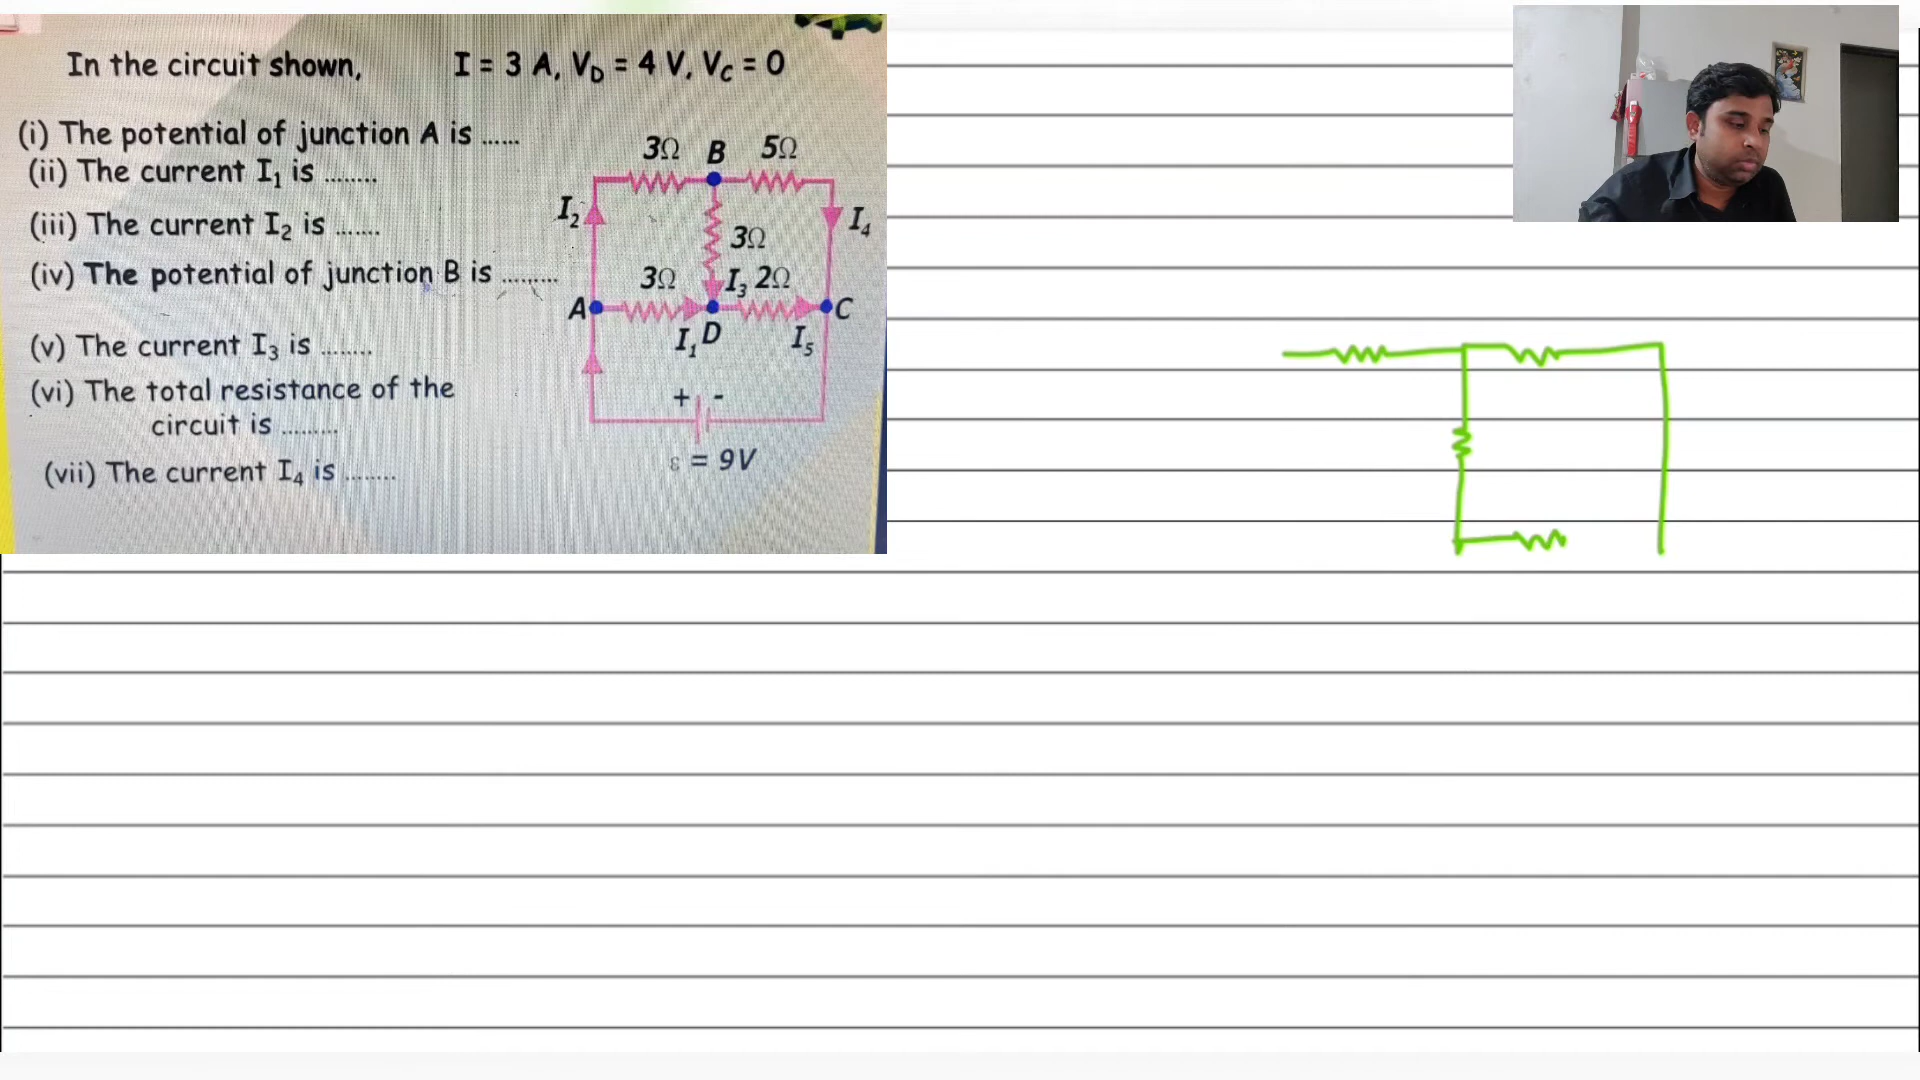 In the circuit shown, I = 3 A, V_D = 4 V, V_C = 0
(i) The potential of junction A is ......
(ii) The current I₁ is ........
(iii) The current I₂ is .......
(iv) The potential of junction B is .........
(v) The current I₃ is ........
(vi) The total resistance of the
circuit is .........
(vii) The current I₄ is ........
3Ω B 5Ω
I₂ I₄
3Ω
3Ω I₃ 2Ω
A C
I₁ D I₅
+ -
ε = 9V